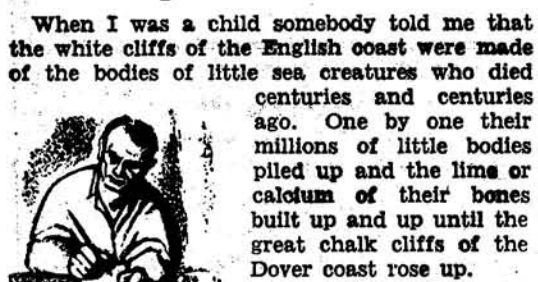 When I was a child somebody told me that
the white cliffs of the English coast were made
of the bodies of little sea creatures who died
centuries and centuries
ago. One by one their
millions of little bodies
piled up and the lime or
calcium of their bones
built up and up until the
great chalk cliffs of the
Dover coast rose up.